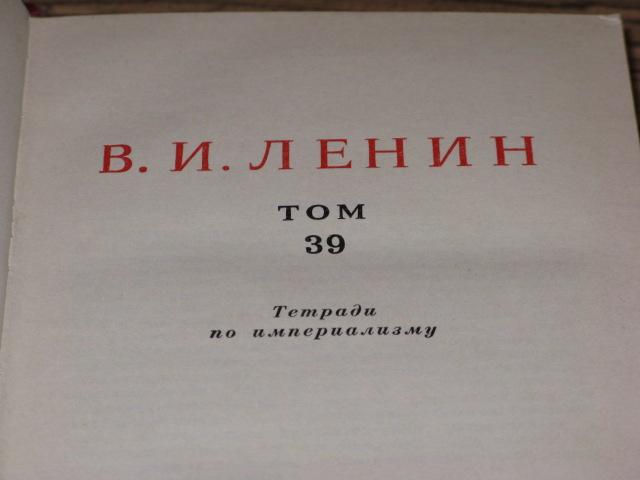 В. И. ЛЕНИН
ТОМ
39
Тетради
по империализму